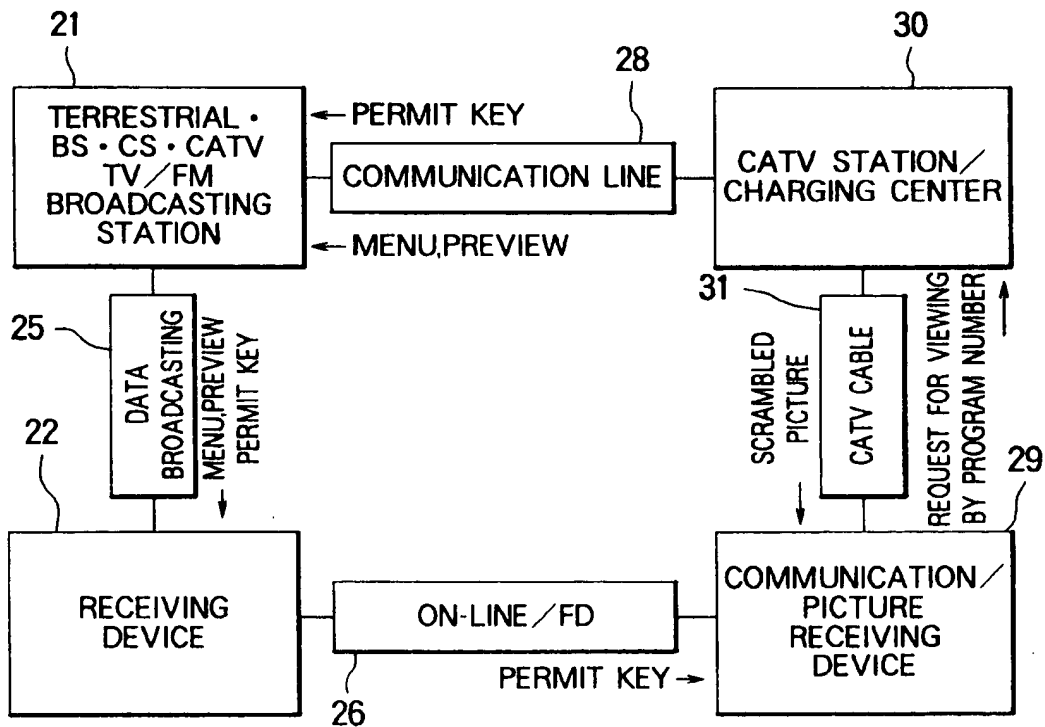 21
TERRESTRIAL・
BS・CS・CATV
TV/FM
BROADCASTING
STATION
←PERMIT KEY
28
COMMUNICATION LINE
←MENU,PREVIEW
30
CATV STATION/
CHARGING CENTER
25
DATA
BROADCASTING
MENU,PREVIEW
PERMIT KEY
31
SCRAMBLED
PICTURE
CATV CABLE
REQUEST FOR VIEWING
BY PROGRAM NUMBER
22
RECEIVING
DEVICE
ON-LINE/FD
26
PERMIT KEY→
29
COMMUNICATION/
PICTURE
RECEIVING
DEVICE